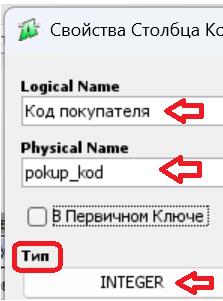 Свойства Столбца Ко
Logical Name
Код покупателя
Physical Name
pokup_kod
В Первичном Ключе
Тип
INTEGER